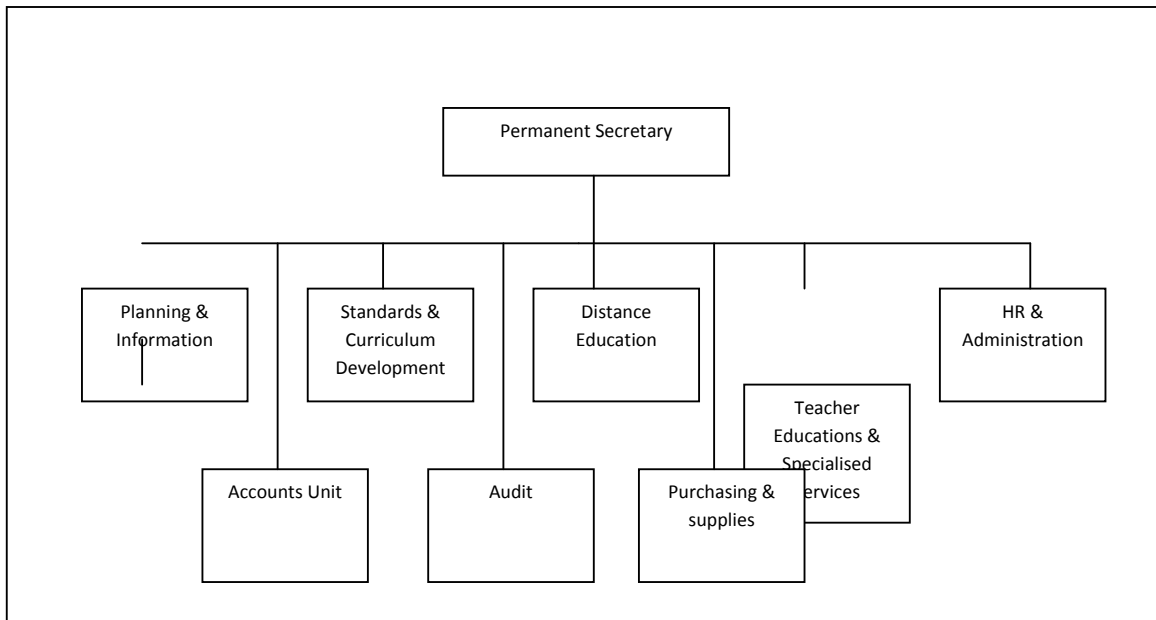 Permanent Secretary
Planning &
Information
Standards &
Curriculum
Development
Distance
Education
HR &
Administration
Teacher
Educations &
Specialised
ervices
Accounts Unit
Audit
Purchasing &
supplies